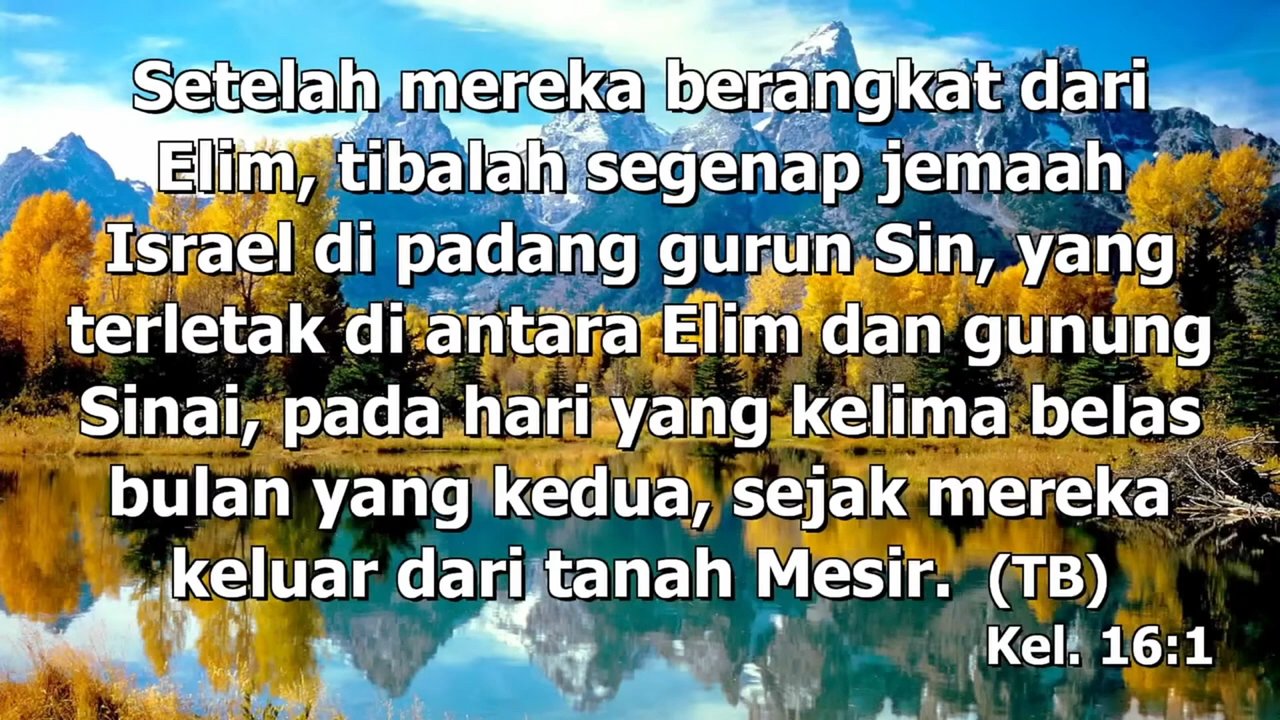 Setelah mereka berangkat dari
Elim, tibalah segenap jemaah
Israel di padang gurun Sin, yang
terletak di antara Elim dan gunung
Sinai, pada hari yang kelima belas
bulan yang kedua, sejak mereka
keluar dari tanah Mesir. (TB)
Kel. 16:1